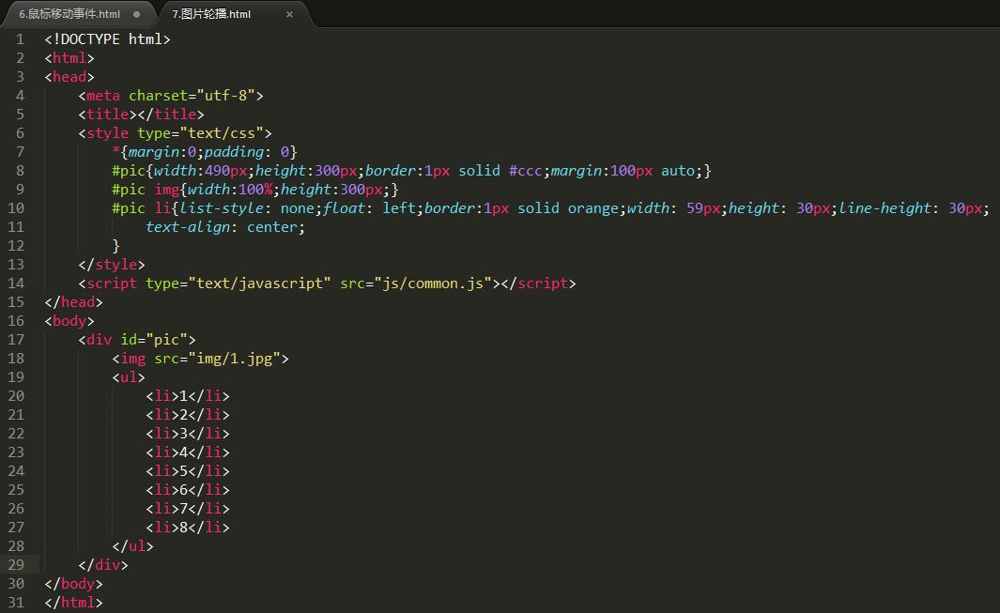 6.鼠标移动事件.html
7.图片轮播.html
1 <!DOCTYPE html>
2 <html>
3 <head>
4 <meta charset="utf-8">
5 <title></title>
6 <style type="text/css">
7 *{margin:0;padding: 0}
8 #pic{width:490px;height:300px;border:1px solid #ccc;margin:100px auto;}
9 #pic img{width:100%;height:300px;}
10 #pic li{list-style: none;float: left;border:1px solid orange;width: 59px;height: 30px;line-height: 30px;
11 text-align: center;
12 }
13 </style>
14 <script type="text/javascript" src="js/common.js"></script>
15 </head>
16 <body>
17 <div id="pic">
18 <img src="img/1.jpg">
19 <ul>
20 <li>1</li>
21 <li>2</li>
22 <li>3</li>
23 <li>4</li>
24 <li>5</li>
25 <li>6</li>
26 <li>7</li>
27 <li>8</li>
28 </ul>
29 </div>
30 </body>
31 </html>